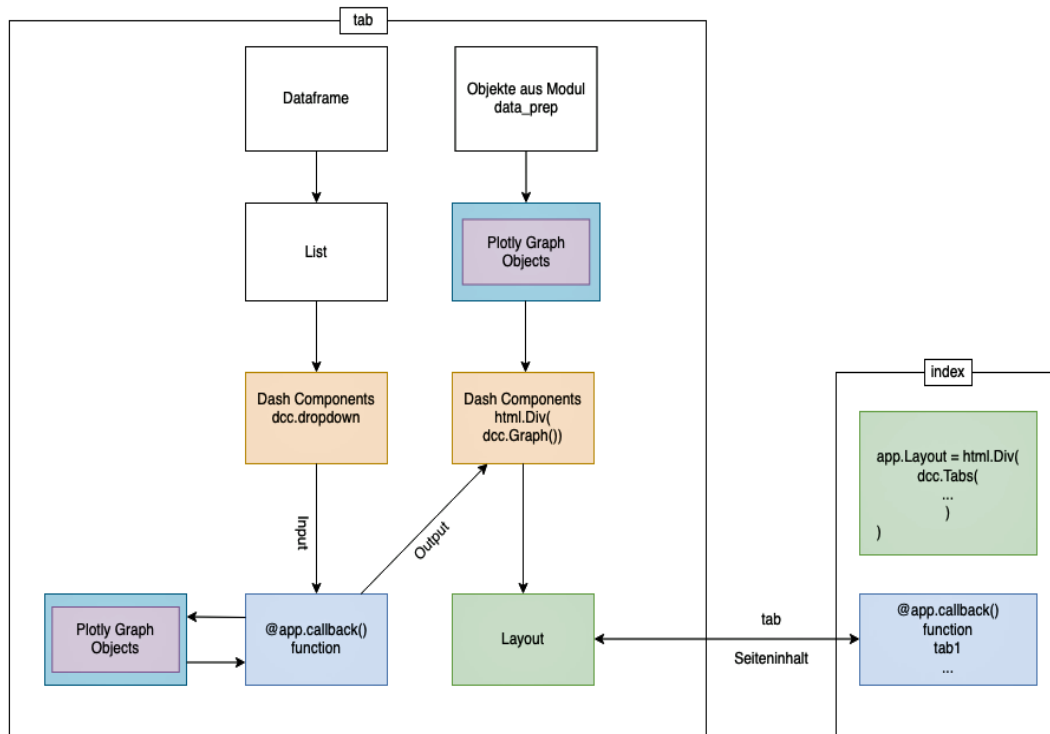 tab
Dataframe
Objekte aus Modul
data_prep
List
Plotly Graph
Objects
Dash Components
dcc.dropdown
Dash Components
html.Div(
dcc.Graph())
Input
Output
Plotly Graph
Objects
@app.callback()
function
Layout
tab
Seiteninhalt
index
app.Layout = html.Div(
dcc.Tabs(
...
)
)
@app.callback()
function
tab1
...